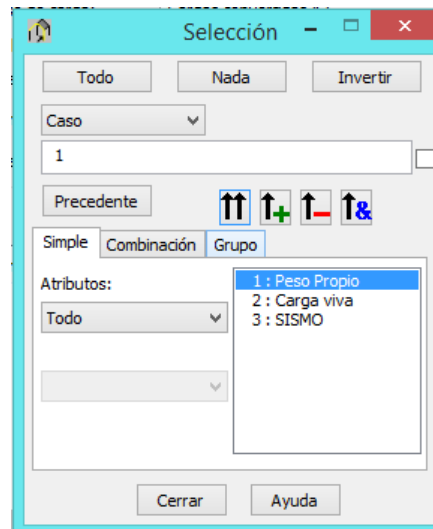 Selección
Todo Nada Invertir
Caso
1
Precedente
&
Simple Combinación Grupo
Atributos:
Todo
1 : Peso Propio
2 : Carga viva
3 : SISMO
Cerrar Ayuda